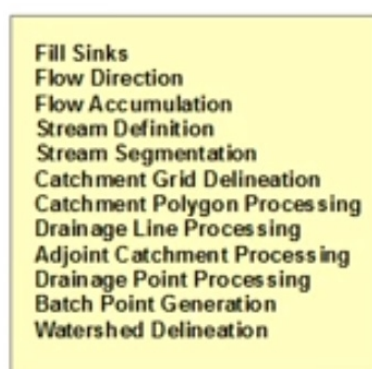 Fill Sinks
Flow Direction
Flow Accumulation
Stream Definition
Stream Segmentation
Catchment Grid Delineation
Catchment Polygon Processing
Drainage Line Processing
Adjoint Catchment Processing
Drainage Point Processing
Batch Point Generation
Watershed Delineation